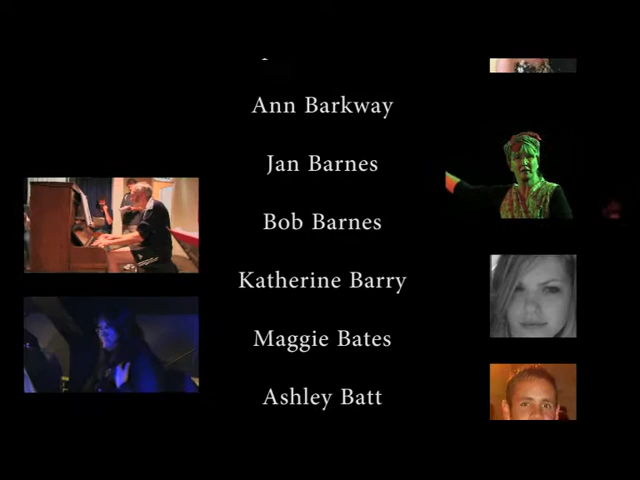 Ann Barkway
Jan Barnes
Bob Barnes
Katherine Barry
Maggie Bates
Ashley Batt